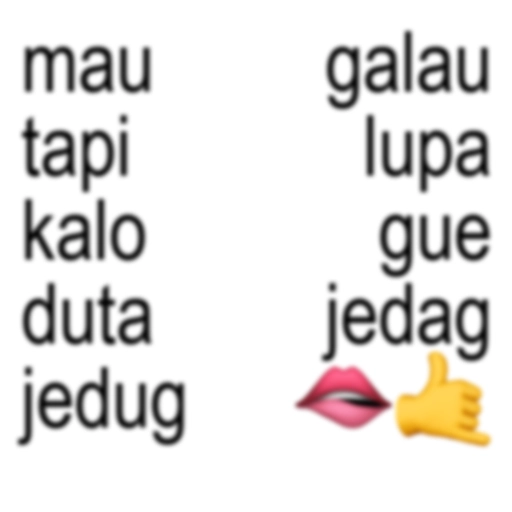 mau galau
tapi lupa
kalo gue
duta jedag
jedug 🫦🤙